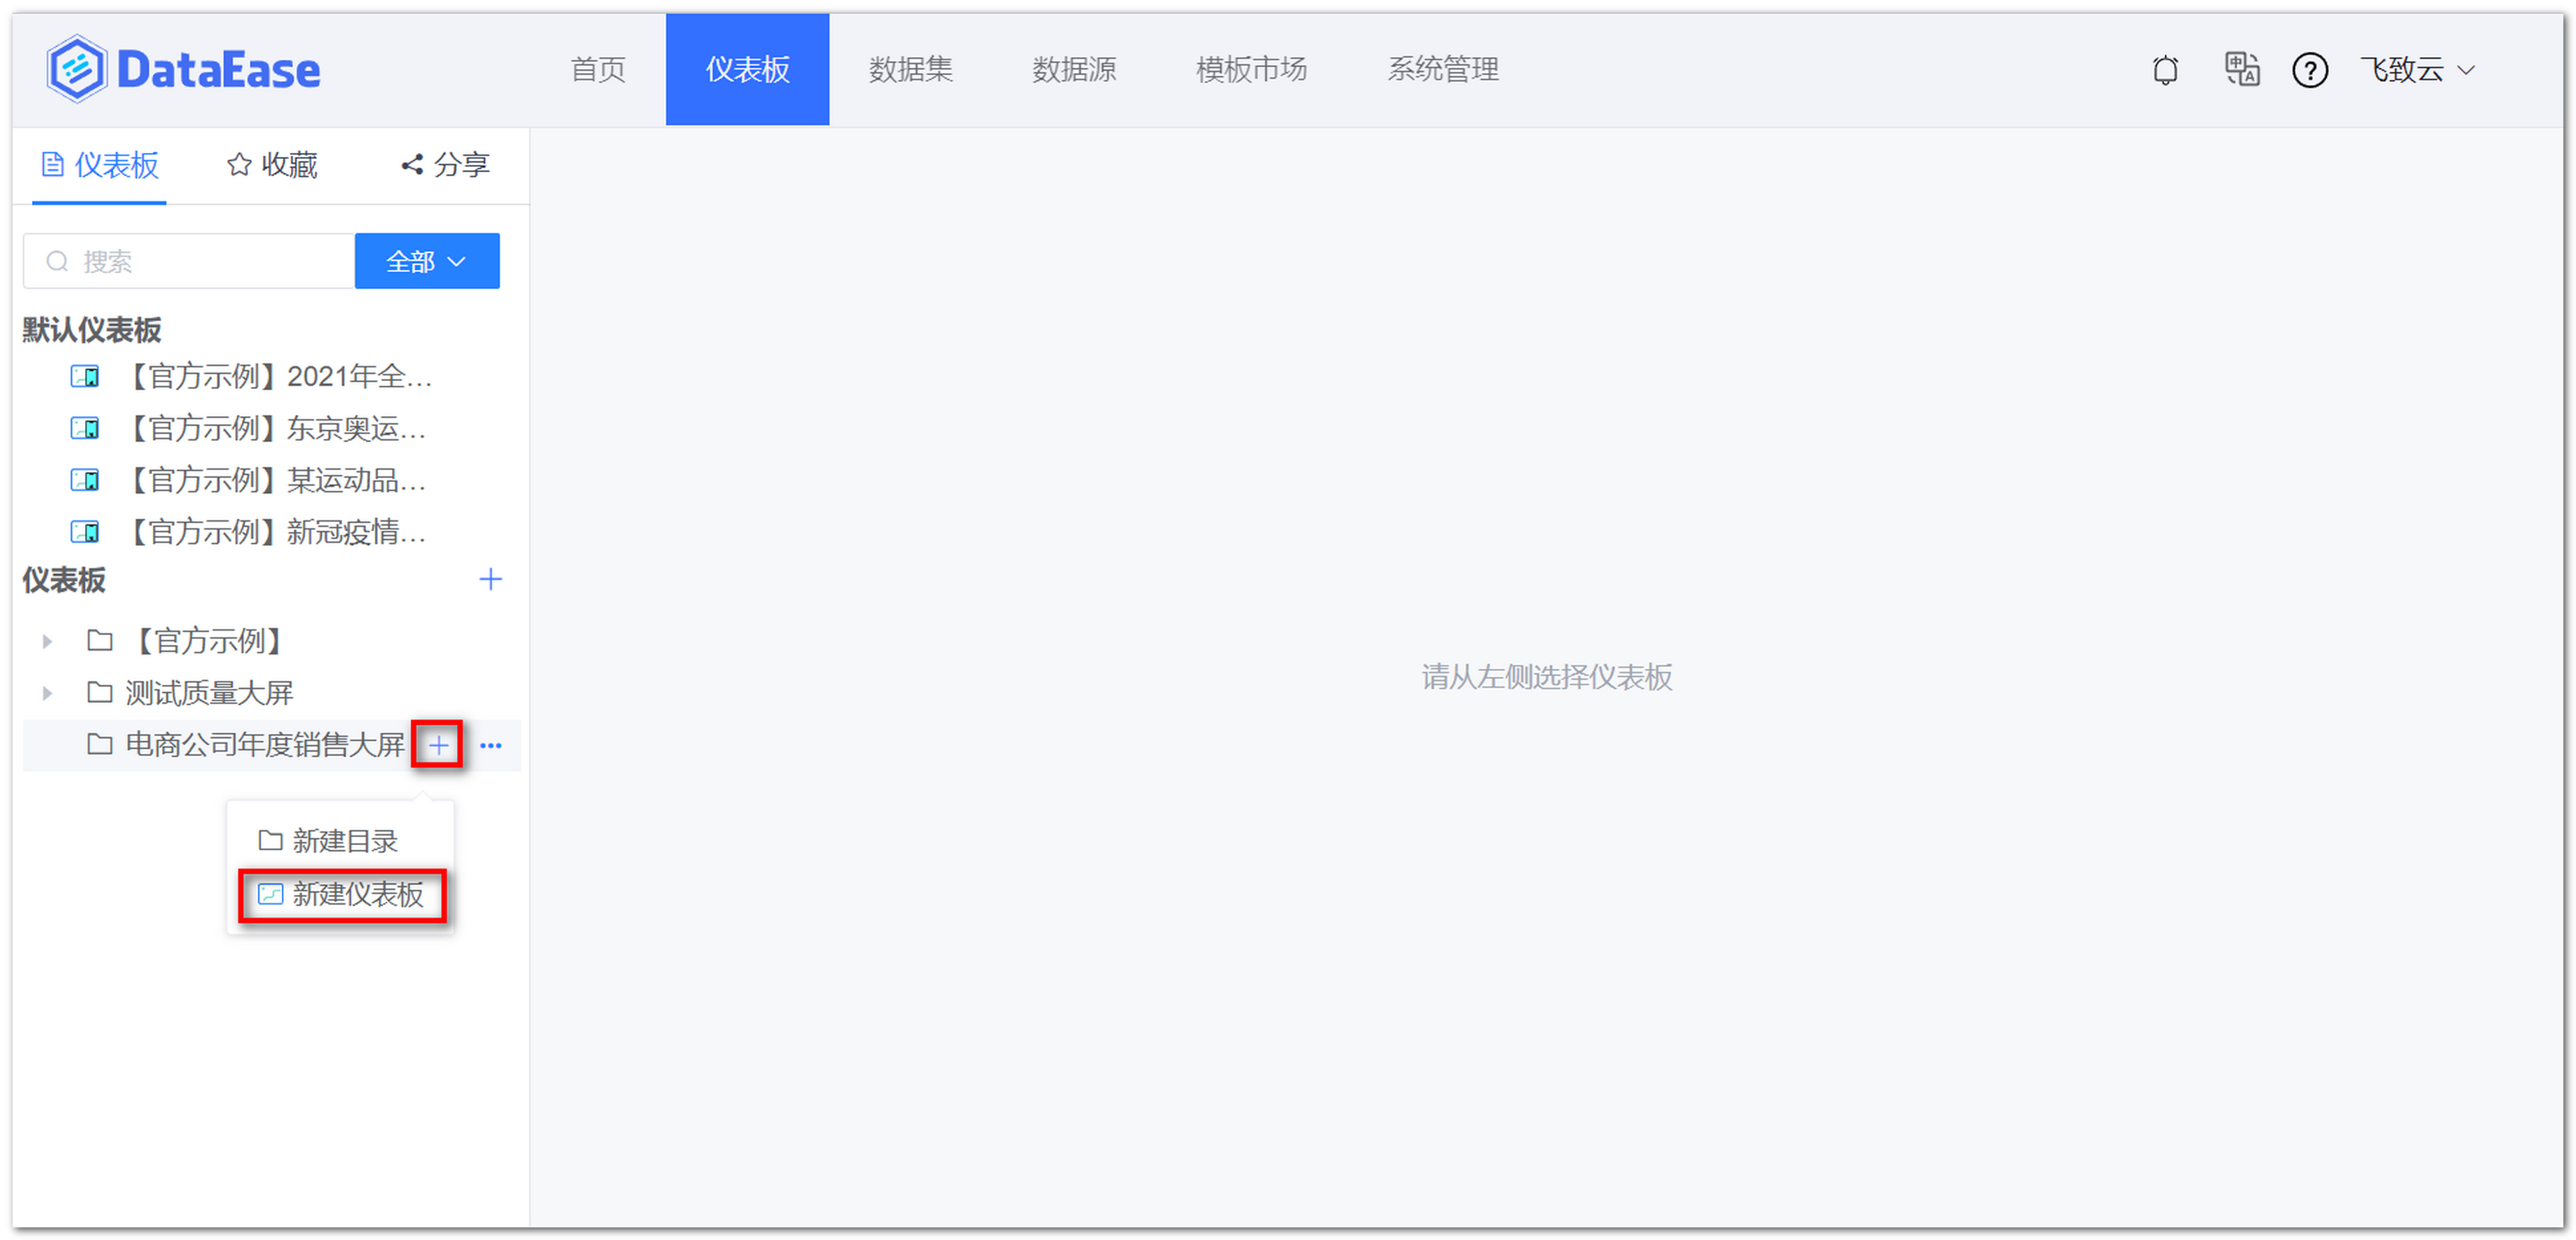 DataEase 首页 仪表板 数据集 数据源 模板市场 系统管理 飞致云
仪表板 收藏 分享
搜索 全部
默认仪表板
【官方示例】2021年全...
【官方示例】东京奥运...
【官方示例】某运动品...
【官方示例】新冠疫情...
仪表板
【官方示例】
测试质量大屏
请从左侧选择仪表板
电商公司年度销售大屏
新建目录
新建仪表板